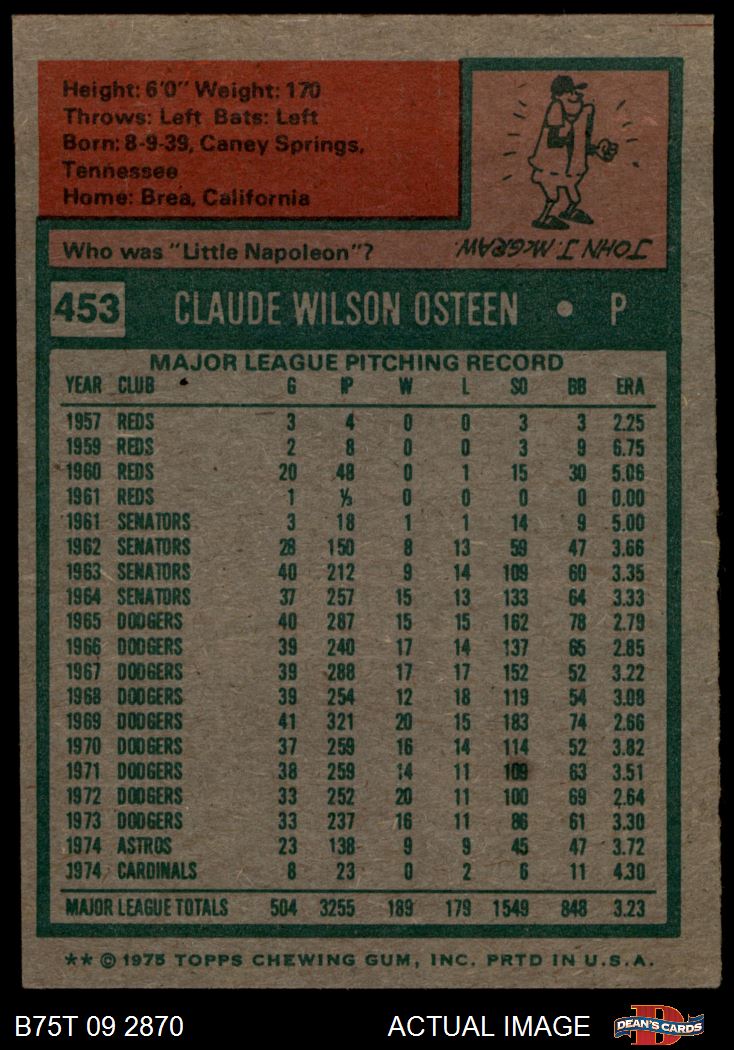 Height: 6'0" Weight: 170
Throws: Left Bats: Left
Born: 8-9-39, Caney Springs,
Tennessee
Home: Brea, California
Who was "Little Napoleon"?
JOHN J. McGRAW.
453 CLAUDE WILSON OSTEEN • P
MAJOR LEAGUE PITCHING RECORD
YEAR CLUB G IP W L SO BB ERA
1957 REDS 3 4 0 0 3 3 2.25
1959 REDS 2 8 0 0 3 9 6.75
1960 REDS 20 48 0 1 15 30 5.06
1961 REDS 1 ⅓ 0 0 0 0 0.00
1961 SENATORS 3 18 1 1 14 9 5.00
1962 SENATORS 28 150 8 13 59 47 3.66
1963 SENATORS 40 212 9 14 109 60 3.35
1964 SENATORS 37 257 15 13 133 64 3.33
1965 DODGERS 40 287 15 15 162 78 2.79
1966 DODGERS 39 240 17 14 137 65 2.85
1967 DODGERS 39 288 17 17 152 52 3.22
1968 DODGERS 39 254 12 18 119 54 3.08
1969 DODGERS 41 321 20 15 183 74 2.66
1970 DODGERS 37 259 16 14 114 52 3.82
1971 DODGERS 38 259 14 11 109 63 3.51
1972 DODGERS 33 252 20 11 100 69 2.64
1973 DODGERS 33 237 16 11 86 61 3.30
1974 ASTROS 23 138 9 9 45 47 3.72
1974 CARDINALS 8 23 0 2 6 11 4.30
MAJOR LEAGUE TOTALS 504 3255 189 179 1549 848 3.23
** © 1975 TOPPS CHEWING GUM, INC. PRTD IN U.S.A.
B75T 09 2870 ACTUAL IMAGE DEAN'S CARDS